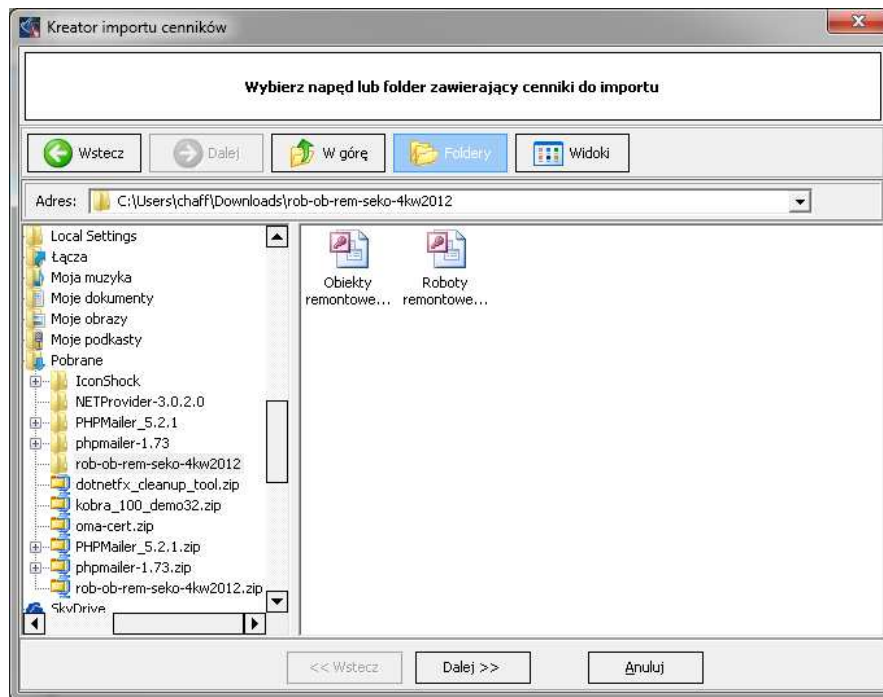 Kreator importu cenników
Wybierz napęd lub folder zawierający cenniki do importu
Wstecz Dalej W górę Foldery Widoki
Adres: C:\Users\chaff\Downloads\rob-ob-rem-seko-4kw2012
Local Settings
Łącza
Moja muzyka
Moje dokumenty
Moje obrazy
Moje podkasty
Pobrane
IconShock
NETProvider-3.0.2.0
PHPMailer_5.2.1
phpmailer-1.73
rob-ob-rem-seko-4kw2012
dotnetfx_cleanup_tool.zip
kobra_100_demo32.zip
oma-cert.zip
PHPMailer_5.2.1.zip
phpmailer-1.73.zip
rob-ob-rem-seko-4kw2012.zip
SkyDrive
Obiekty
remontowe...
Roboty
remontowe...
<< Wstecz Dalej >> Anuluj